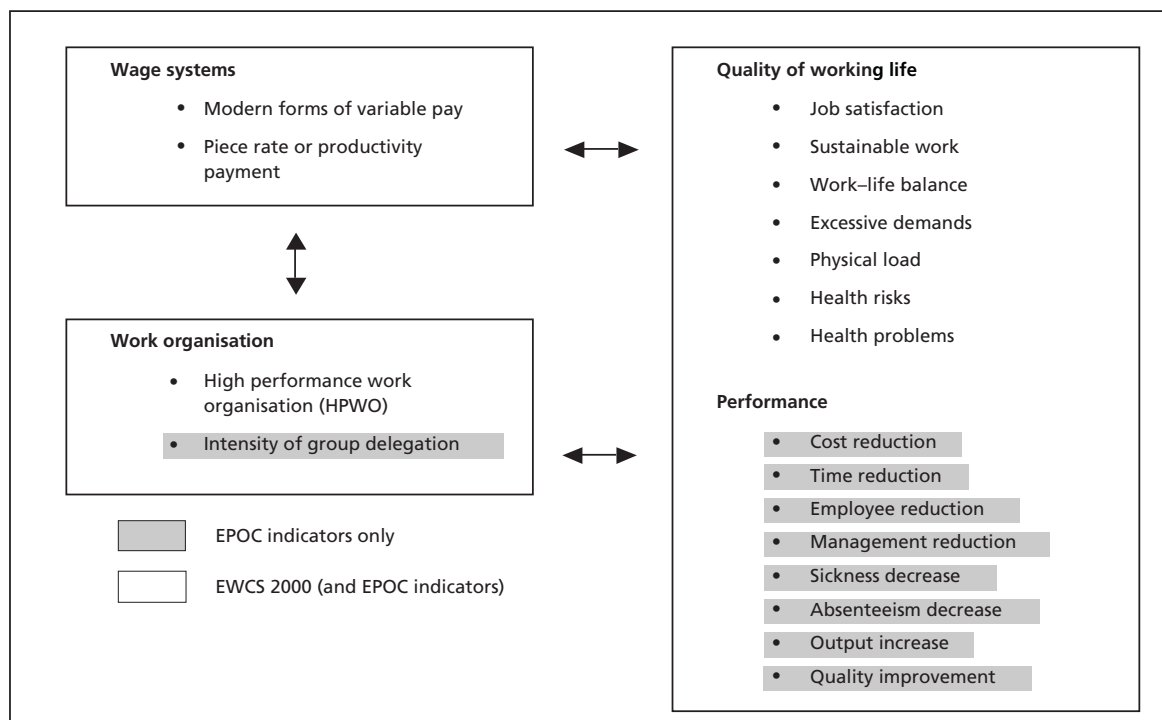 Wage systems
• Modern forms of variable pay
• Piece rate or productivity
payment
Work organisation
• High performance work
organisation (HPWO)
• Intensity of group delegation
EPOC indicators only
EWCS 2000 (and EPOC indicators)
Quality of working life
• Job satisfaction
• Sustainable work
• Work–life balance
• Excessive demands
• Physical load
• Health risks
• Health problems
Performance
• Cost reduction
• Time reduction
• Employee reduction
• Management reduction
• Sickness decrease
• Absenteeism decrease
• Output increase
• Quality improvement